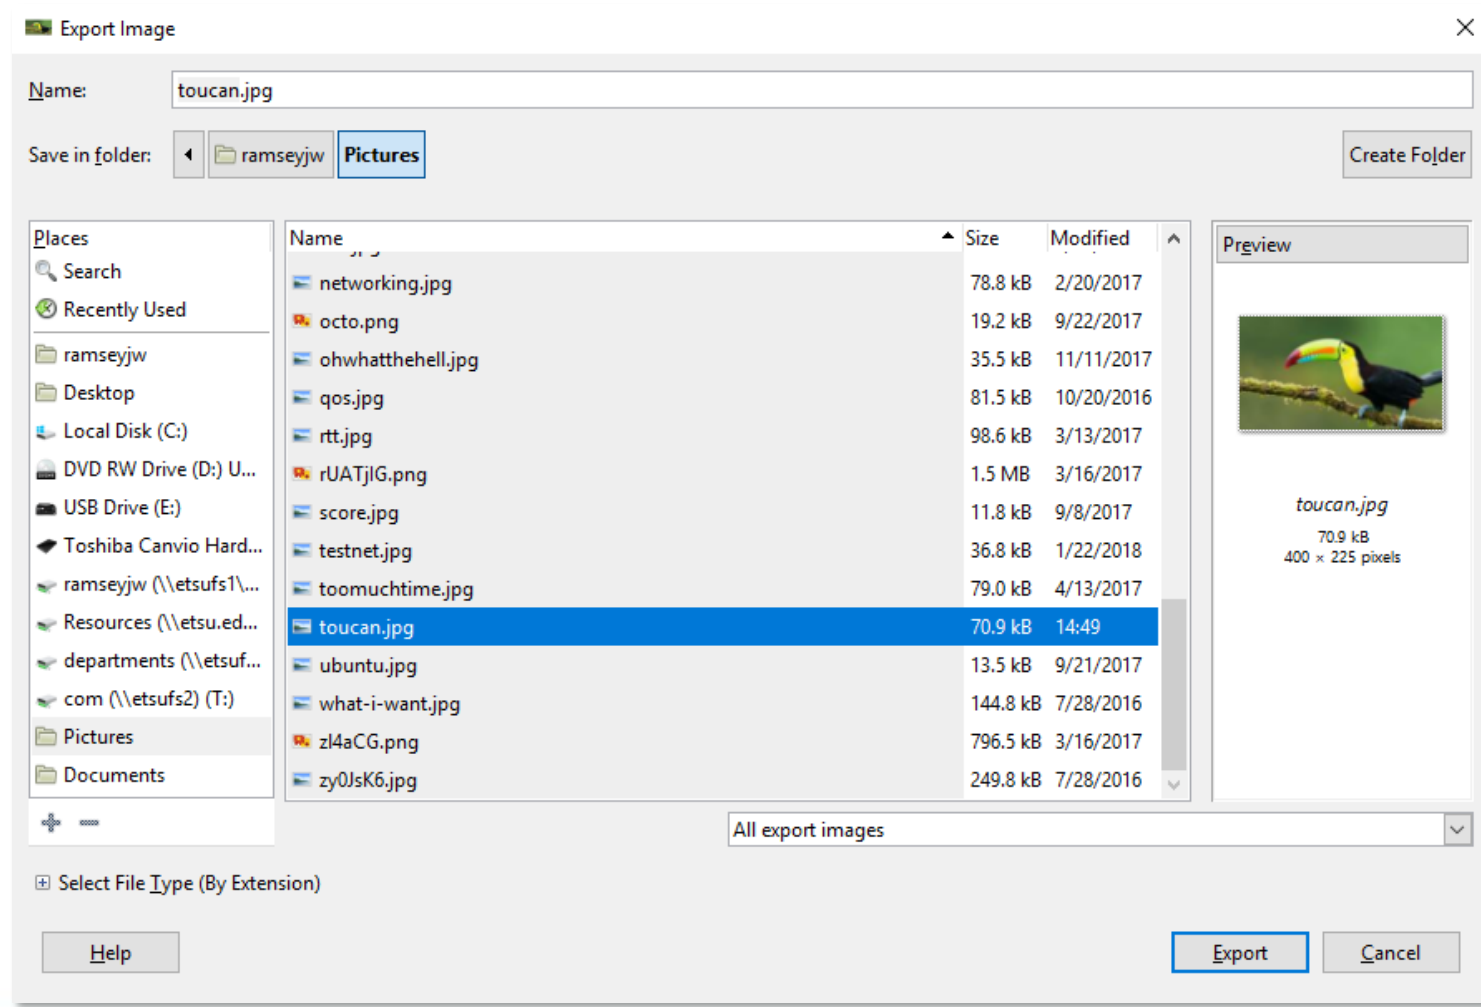 Export Image
Name: toucan.jpg
Save in folder: ramseyjw Pictures Create Folder
Places
Search
Recently Used
ramseyjw
Desktop
Local Disk (C:)
DVD RW Drive (D:) U...
USB Drive (E:)
Toshiba Canvio Hard...
ramseyjw (\\etsufs1\...
Resources (\\etsu.ed...
departments (\\etsuf...
com (\\etsufs2) (T:)
Pictures
Documents
Name Size Modified
networking.jpg 78.8 kB 2/20/2017
octo.png 19.2 kB 9/22/2017
ohwhatthehell.jpg 35.5 kB 11/11/2017
qos.jpg 81.5 kB 10/20/2016
rtt.jpg 98.6 kB 3/13/2017
rUATjIG.png 1.5 MB 3/16/2017
score.jpg 11.8 kB 9/8/2017
testnet.jpg 36.8 kB 1/22/2018
toomuchtime.jpg 79.0 kB 4/13/2017
toucan.jpg 70.9 kB 14:49
ubuntu.jpg 13.5 kB 9/21/2017
what-i-want.jpg 144.8 kB 7/28/2016
zl4aCG.png 796.5 kB 3/16/2017
zy0JsK6.jpg 249.8 kB 7/28/2016
Preview
toucan.jpg
70.9 kB
400 × 225 pixels
All export images
Select File Type (By Extension)
Help Export Cancel